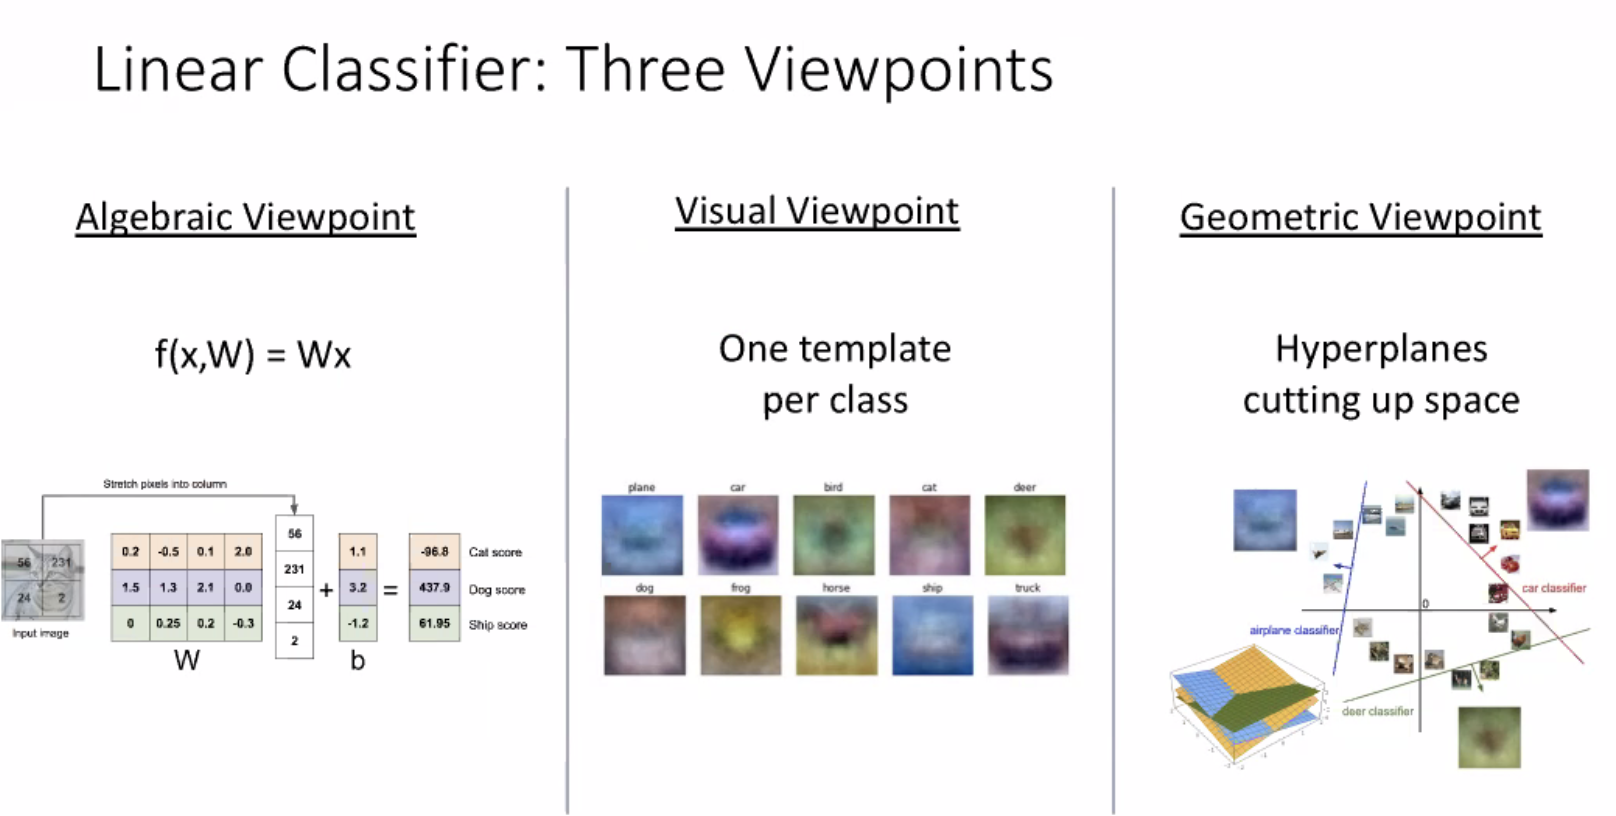 Linear Classifier: Three Viewpoints
Algebraic Viewpoint
f(x,W) = Wx
Stretch pixels into column
56 231
24 2
Input image
0.2 -0.5 0.1 2.0
1.5 1.3 2.1 0.0
0 0.25 0.2 -0.3
W
56
231
24
2
+
1.1
3.2
-1.2
b
=
-96.8 Cat score
437.9 Dog score
61.95 Ship score
Visual Viewpoint
One template
per class
plane car bird cat deer
dog frog horse ship truck
Geometric Viewpoint
Hyperplanes
cutting up space
car classifier
0
airplane classifier
deer classifier